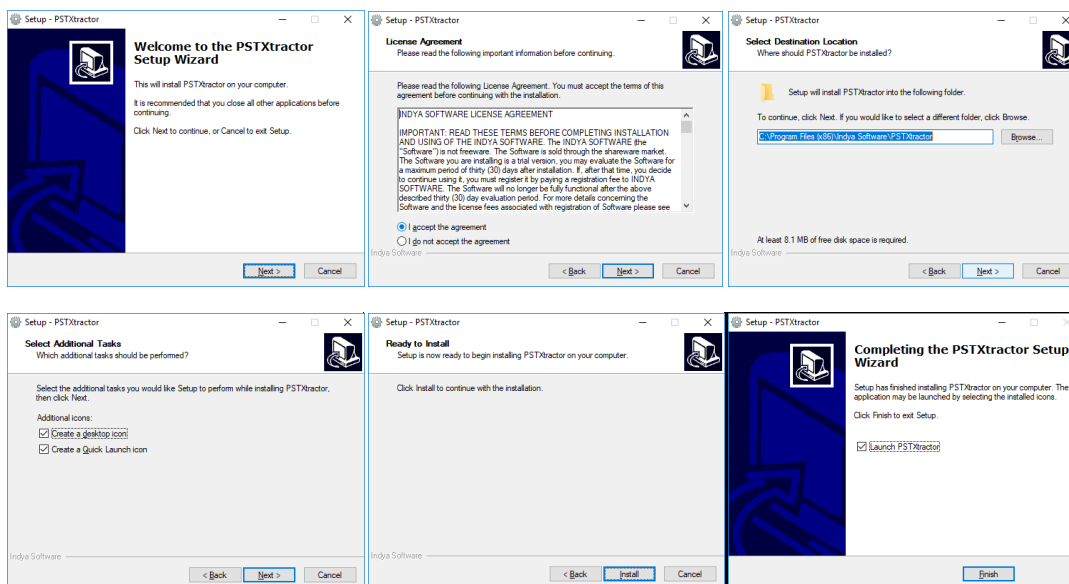 Setup - PSTXtractor
Welcome to the PSTXtractor
Setup Wizard
This will install PSTXtractor on your computer.
It is recommended that you close all other applications before
continuing.
Click Next to continue, or Cancel to exit Setup.
Next >
Cancel
Setup - PSTXtractor
License Agreement
Please read the following important information before continuing.
Please read the following License Agreement. You must accept the terms of this
agreement before continuing with the installation.
INDYA SOFTWARE LICENSE AGREEMENT
IMPORTANT: READ THESE TERMS BEFORE COMPLETING INSTALLATION
AND USING OF THE INDYA SOFTWARE. The INDYA SOFTWARE (the
"Software") is not freeware. The Software is sold through the shareware market.
The Software you are installing is a trial version, you may evaluate the Software for
a maximum period of thirty (30) days after installation. If, after that time, you decide
to continue using it, you must register it by paying a registration fee to INDYA
SOFTWARE. The Software will no longer be fully functional after the above
described thirty (30) day evaluation period. For more details concerning the
Software and the license fees associated with registration of Software please see
I accept the agreement
I do not accept the agreement
Indya Software
< Back
Next >
Cancel
Setup - PSTXtractor
Select Destination Location
Where should PSTXtractor be installed?
Setup will install PSTXtractor into the following folder.
To continue, click Next. If you would like to select a different folder, click Browse.
C:\Program Files (x86)\Indya Software\PSTXtractor
Browse...
At least 8.1 MB of free disk space is required.
Indya Software
< Back
Next >
Cancel
Setup - PSTXtractor
Select Additional Tasks
Which additional tasks should be performed?
Select the additional tasks you would like Setup to perform while installing PSTXtractor,
then click Next.
Additional icons:
Create a desktop icon
Create a Quick Launch icon
Indya Software
< Back
Next >
Cancel
Setup - PSTXtractor
Ready to Install
Setup is now ready to begin installing PSTXtractor on your computer.
Click Install to continue with the installation.
Indya Software
< Back
Install
Cancel
Setup - PSTXtractor
Completing the PSTXtractor Setup
Wizard
Setup has finished installing PSTXtractor on your computer. The
application may be launched by selecting the installed icons.
Click Finish to exit Setup.
Launch PSTXtractor
Finish